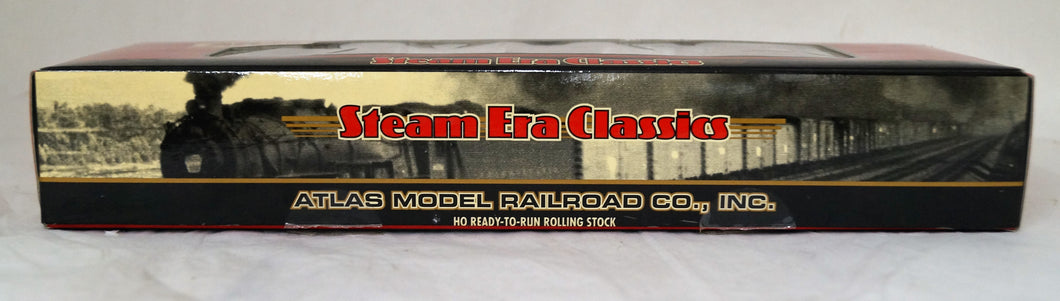 Steam Era Classics
Steam Era Classics
ATLAS MODEL RAILROAD CO., INC.
HO READY-TO-RUN ROLLING STOCK